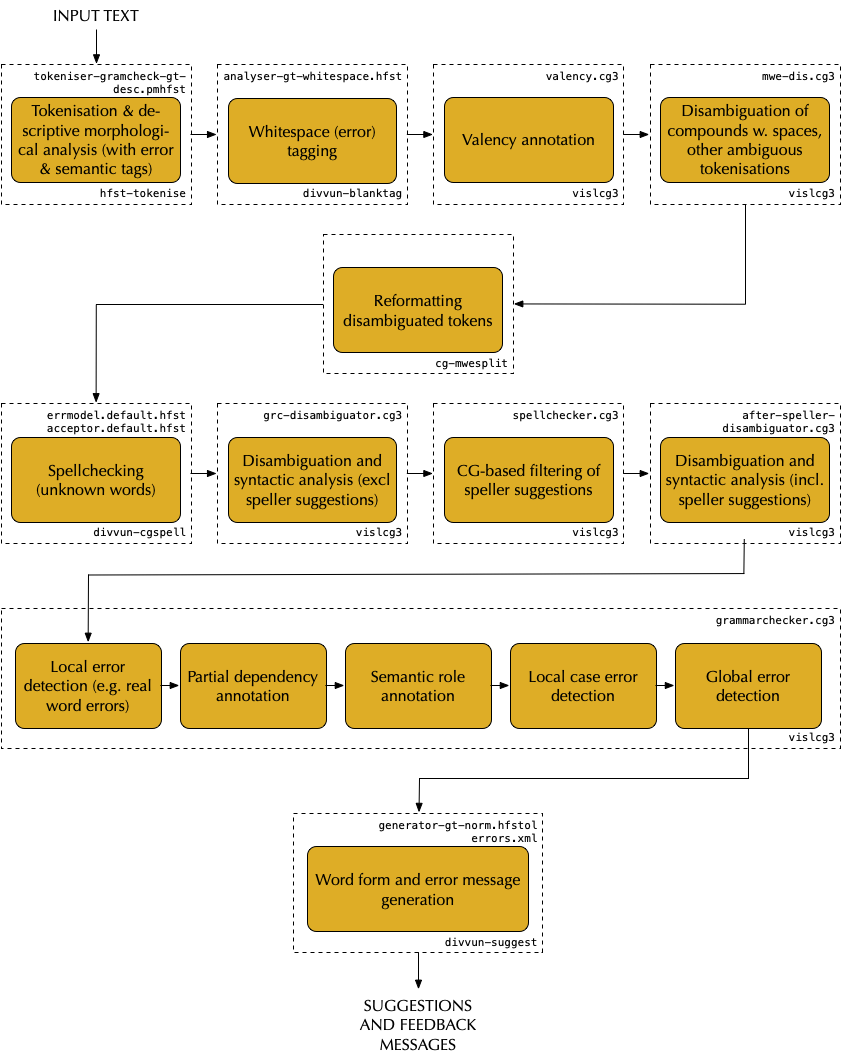 INPUT TEXT
tokeniser-gramcheck-gt-
desc.pmhfst
Tokenisation & de-
scriptive morphologi-
cal analysis (with error
& semantic tags)
hfst-tokenise
analyser-gt-whitespace.hfst
Whitespace (error)
tagging
divvun-blanktag
valency.cg3
Valency annotation
vislcg3
mwe-dis.cg3
Disambiguation of
compounds w. spaces,
other ambiguous
tokenisations
vislcg3
Reformatting
disambiguated tokens
cg-mwesplit
errmodel.default.hfst
acceptor.default.hfst
Spellchecking
(unknown words)
divvun-cgspell
grc-disambiguator.cg3
Disambiguation and
syntactic analysis (excl
speller suggestions)
vislcg3
spellchecker.cg3
CG-based filtering of
speller suggestions
vislcg3
after-speller-
disambiguator.cg3
Disambiguation and
syntactic analysis (incl.
speller suggestions)
vislcg3
grammarchecker.cg3
Local error
detection (e.g. real
word errors)
Partial dependency
annotation
Semantic role
annotation
Local case error
detection
Global error
detection
vislcg3
generator-gt-norm.hfstol
errors.xml
Word form and error message
generation
divvun-suggest
SUGGESTIONS
AND FEEDBACK
MESSAGES